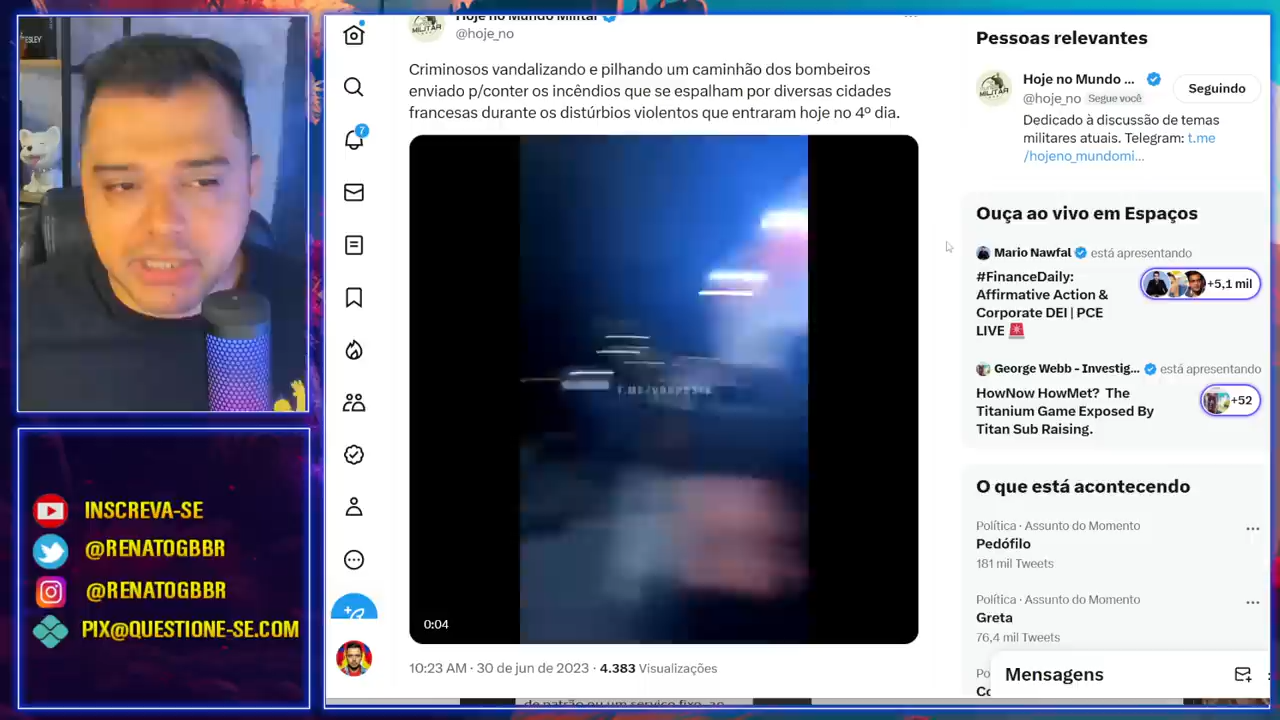 Hoje no Mundo Militar
@hoje_no
Criminosos vandalizando e pilhando um caminhão dos bombeiros
enviado p/conter os incêndios que se espalham por diversas cidades
francesas durante os distúrbios violentos que entraram hoje no 4º dia.
0:04
10:23 AM · 30 de jun de 2023 · 4.383 Visualizações
7
Pessoas relevantes
MILITAR
Hoje no Mundo ...
@hoje_no Segue você
Seguindo
Dedicado à discussão de temas
militares atuais. Telegram: t.me
/hojeno_mundomi...
Ouça ao vivo em Espaços
Mario Nawfal está apresentando
#FinanceDaily:
Affirmative Action &
Corporate DEI | PCE
LIVE 🚨
+5,1 mil
George Webb - Investig... está apresentando
HowNow HowMet? The
Titanium Game Exposed By
Titan Sub Raising.
+52
O que está acontecendo
Política · Assunto do Momento
Pedófilo
181 mil Tweets
Política · Assunto do Momento
Greta
76,4 mil Tweets
Mensagens
INSCREVA-SE
@RENATOGBBR
@RENATOGBBR
PIX@QUESTIONE-SE.COM